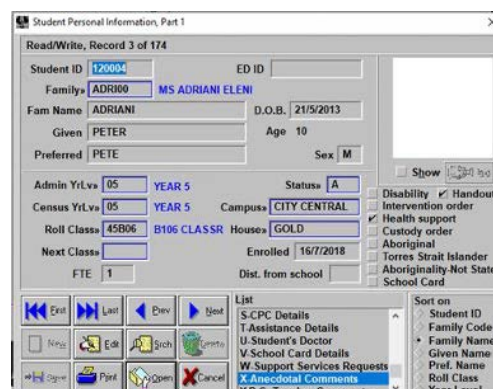 Student Personal Information, Part 1
Read/Write, Record 3 of 174
Student ID 120004 ED ID
Family» ADRI00 MS ADRIANI ELENI
Fam Name ADRIANI D.O.B. 21/5/2013
Given PETER Age 10
Preferred PETE Sex M
Show
Admin YrLv» 05 YEAR 5 Status» A
Disability Handou
Census YrLv» 05 YEAR 5 Campus» CITY CENTRAL
Intervention order
Health support
Roll Class» 45B06 B106 CLASSR House» GOLD
Custody order
Aboriginal
Next Class» Enrolled 16/7/2018
Torres Strait Islander
Aboriginality-Not State
FTE 1 Dist. from school
School Card
First Last Prev Next
List
Sort on
S-CPC Details
Student ID
T-Assistance Details
Family Code
New Edit Srch Delete
U-Student's Doctor
Family Name
V-School Card Details
Given Name
W-Support Services Requests
Pref. Name
Save Print Open Cancel
X-Anecdotal Comments
Roll Class